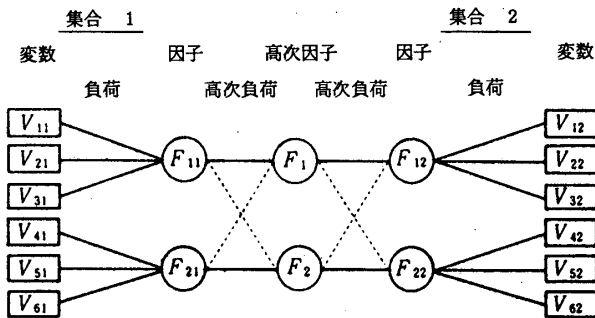 集合 1 集合 2
変数 因子 高次因子 因子 変数
負荷 高次負荷 高次負荷 負荷
V11 V12
V21 F11 F1 F12 V22
V31 V32
V41 V42
V51 F21 F2 F22 V52
V61 V62